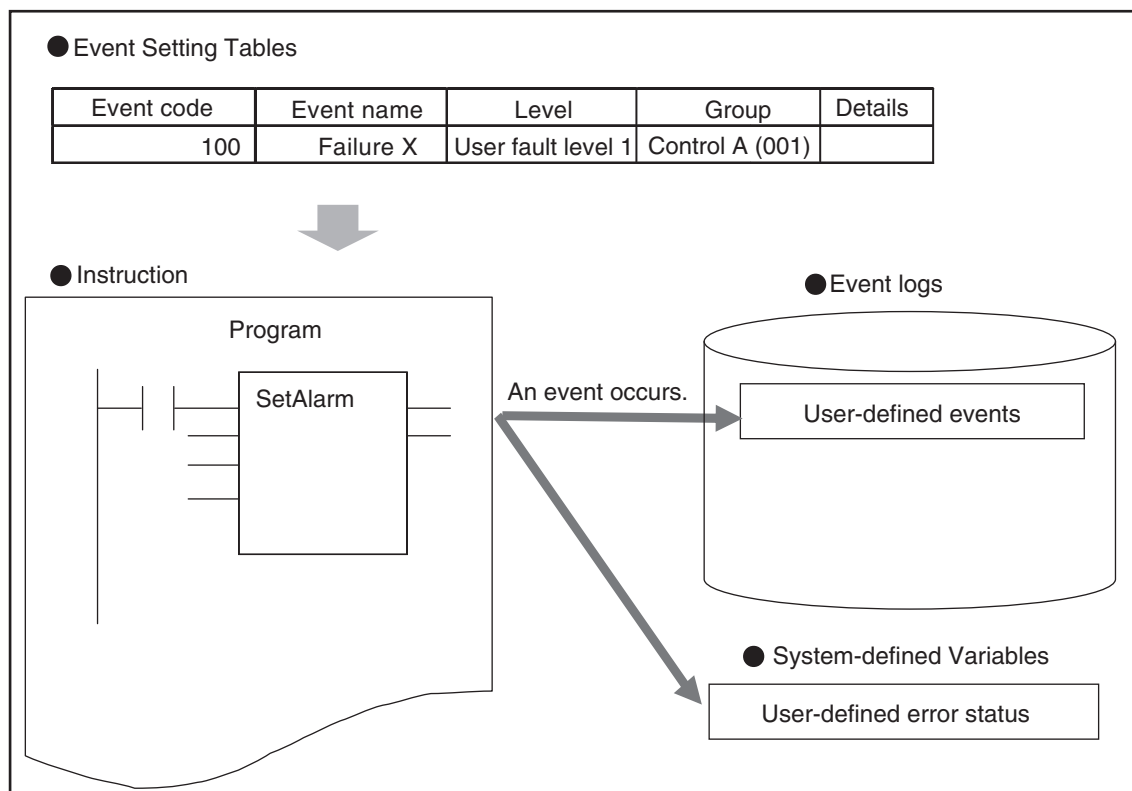 ● Event Setting Tables
Event code Event name Level Group Details
100 Failure X User fault level 1 Control A (001)
● Instruction
Program
SetAlarm
An event occurs.
● Event logs
User-defined events
● System-defined Variables
User-defined error status